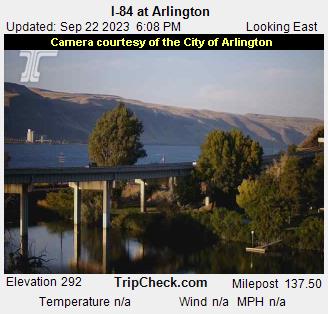 I-84 at Arlington
Updated: Sep 22 2023 6:08 PM Looking East
Camera courtesy of the City of Arlington
Elevation 292 TripCheck.com Milepost 137.50
Temperature n/a Wind n/a MPH n/a